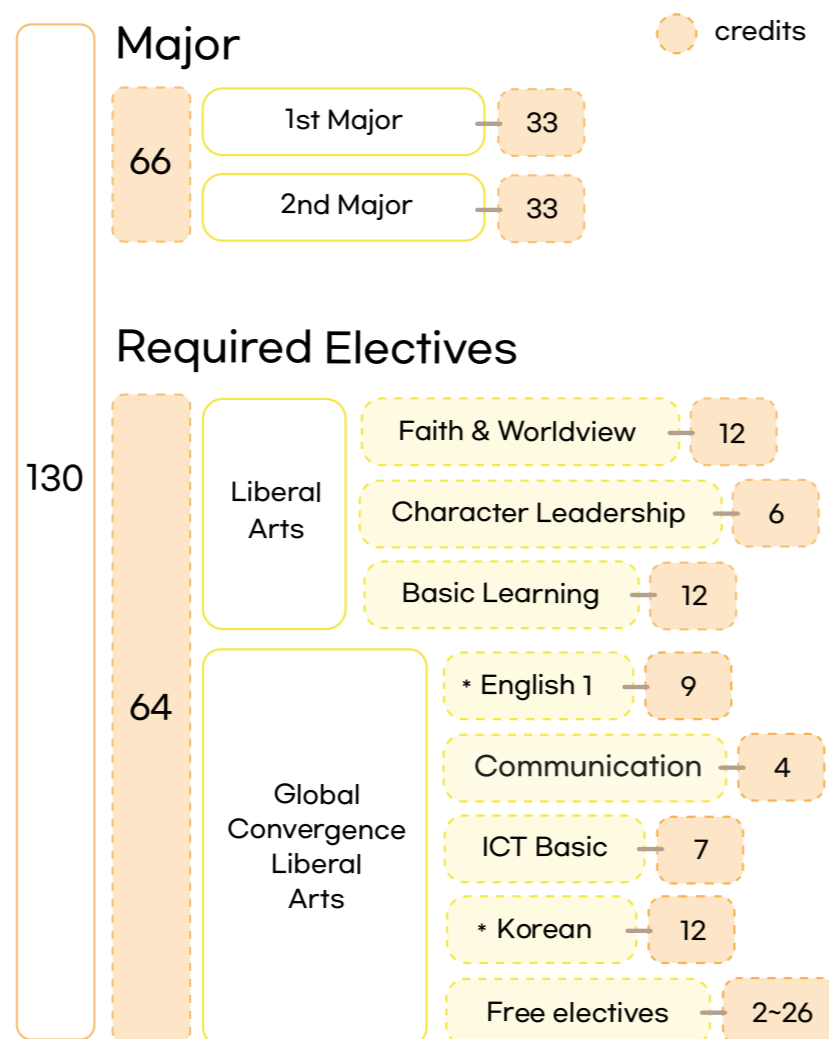 credits
Major
66
1st Major
33
2nd Major
33
130
Required Electives
64
Liberal
Arts
Faith & Worldview
12
Character Leadership
6
Basic Learning
12
Global
Convergence
Liberal
Arts
* English 1
9
Communication
4
ICT Basic
7
* Korean
12
Free electives
2~26